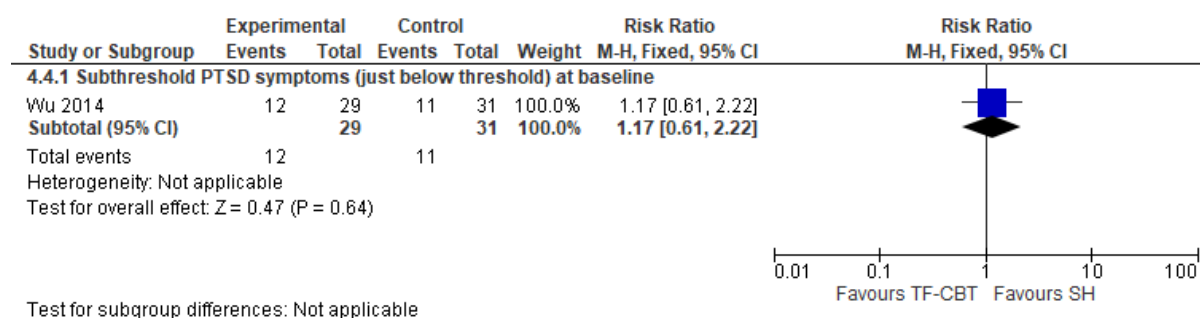 Experimental Control Risk Ratio Risk Ratio
Study or Subgroup Events Total Events Total Weight M-H, Fixed, 95% CI M-H, Fixed, 95% CI
4.4.1 Subthreshold PTSD symptoms (just below threshold) at baseline
Wu 2014 12 29 11 31 100.0% 1.17 [0.61, 2.22]
Subtotal (95% CI) 29 31 100.0% 1.17 [0.61, 2.22]
Total events 12 11
Heterogeneity: Not applicable
Test for overall effect: Z = 0.47 (P = 0.64)
0.01 0.1 1 10 100
Favours TF-CBT Favours SH
Test for subgroup differences: Not applicable